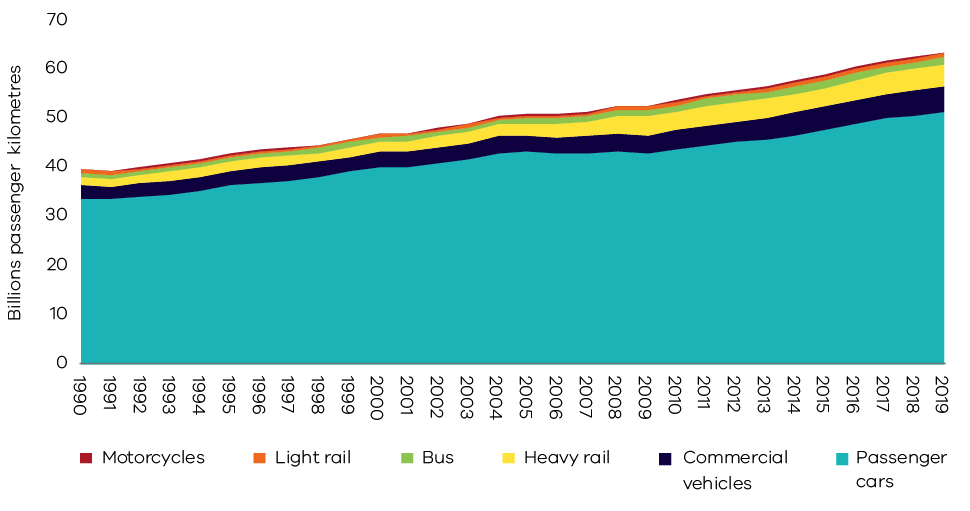 70
60
50
40
30
20
10
0
Billions passenger kilometres
1990 1991 1992 1993 1994 1995 1996 1997 1998 1999 2000 2001 2002 2003 2004 2005 2006 2007 2008 2009 2010 2011 2012 2013 2014 2015 2016 2017 2018 2019
Motorcycles Light rail Bus Heavy rail Commercial Passenger
vehicles cars